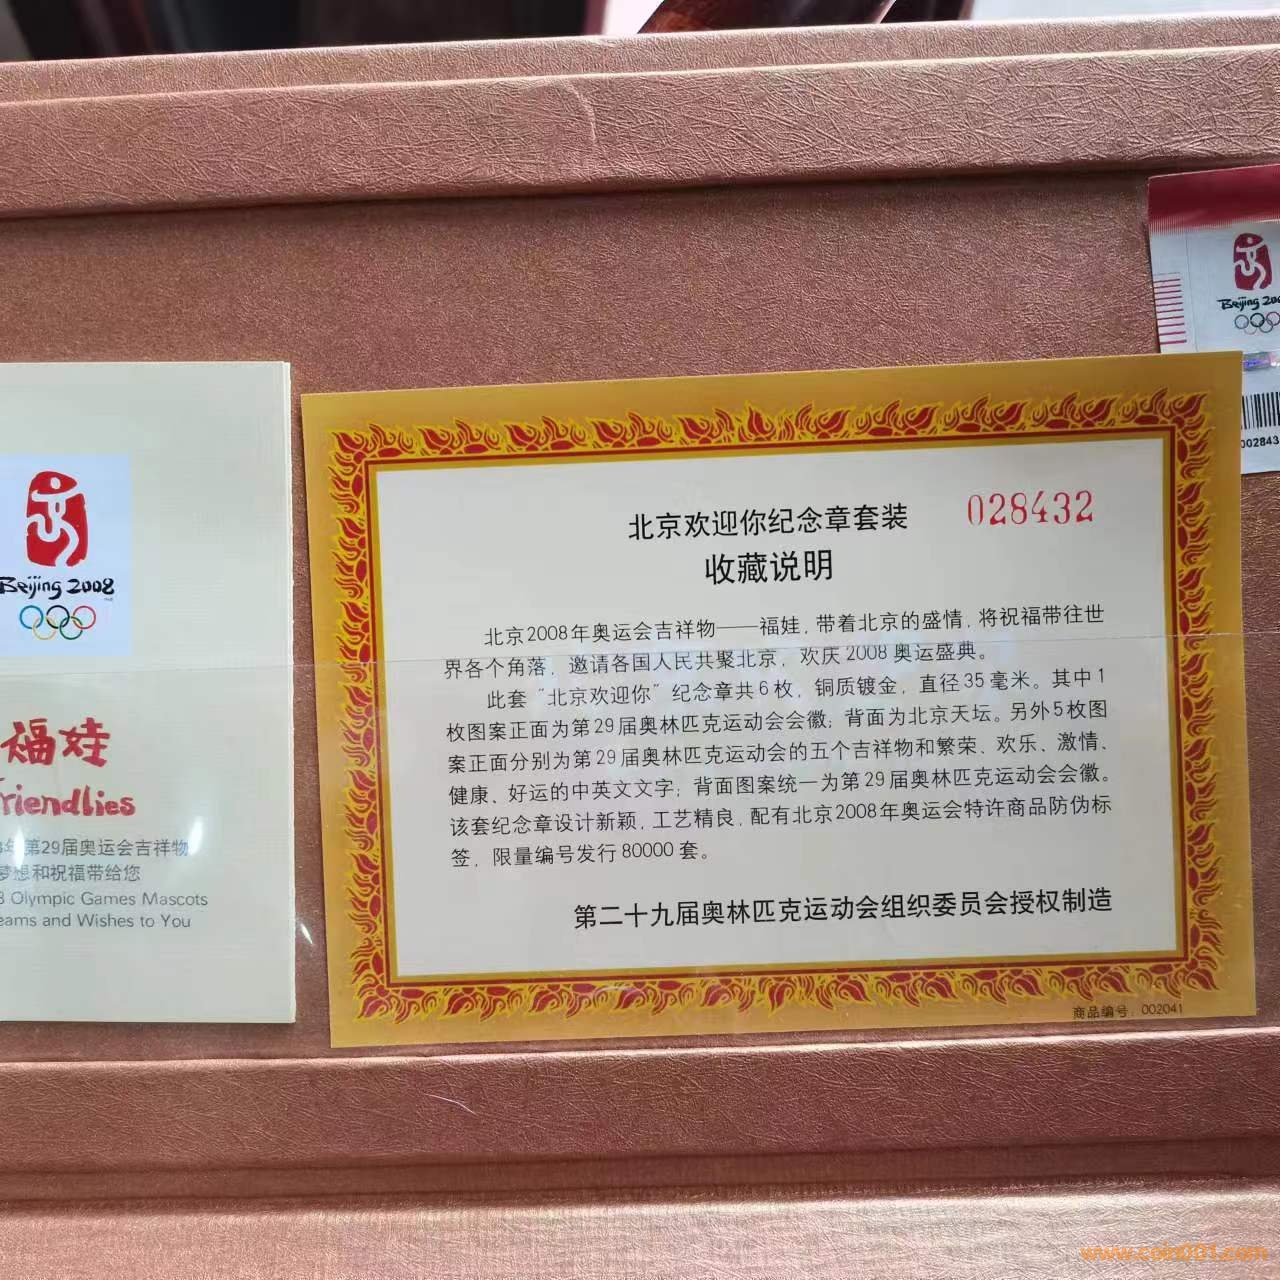 Beijing 200
002843
Beijing 2008
福娃
riendlies
年第29届奥运会吉祥物
梦想和祝福带给您
8 Olympic Games Mascots
eams and Wishes to You
北京欢迎你纪念章套装
028432
收藏说明
北京2008年奥运会吉祥物——福娃，带着北京的盛情，将祝福带往世
界各个角落，邀请各国人民共聚北京，欢庆2008奥运盛典。
此套“北京欢迎你”纪念章共6枚，铜质镀金，直径35毫米。其中1
枚图案正面为第29届奥林匹克运动会会徽；背面为北京天坛。另外5枚图
案正面分别为第29届奥林匹克运动会的五个吉祥物和繁荣、欢乐、激情、
健康、好运的中英文文字；背面图案统一为第29届奥林匹克运动会会徽。
该套纪念章设计新颖，工艺精良，配有北京2008年奥运会特许商品防伪标
签，限量编号发行80000套。
第二十九届奥林匹克运动会组织委员会授权制造
商品编号：002041
www.coin001.com